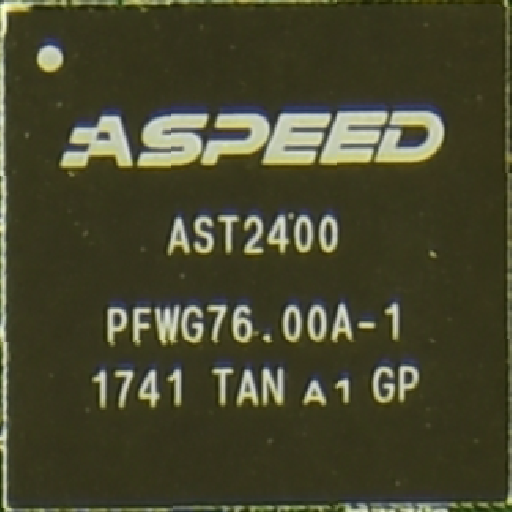 ASPEED
AST2400
PFWG76.00A-1
1741 TAN A1 GP